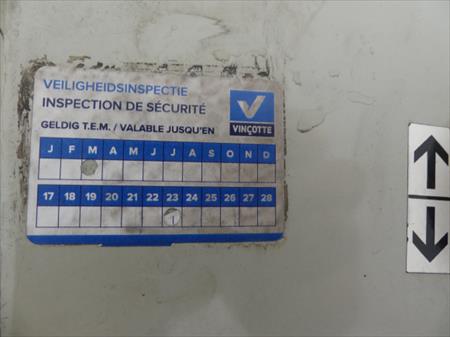 VEILIGHEIDSINSPECTIE
INSPECTION DE SÉCURITÉ
GELDIG T.E.M. / VALABLE JUSQU'EN
VINÇOTTE
J F M A M J J A S O N D
17 18 19 20 21 22 23 24 25 26 27 28